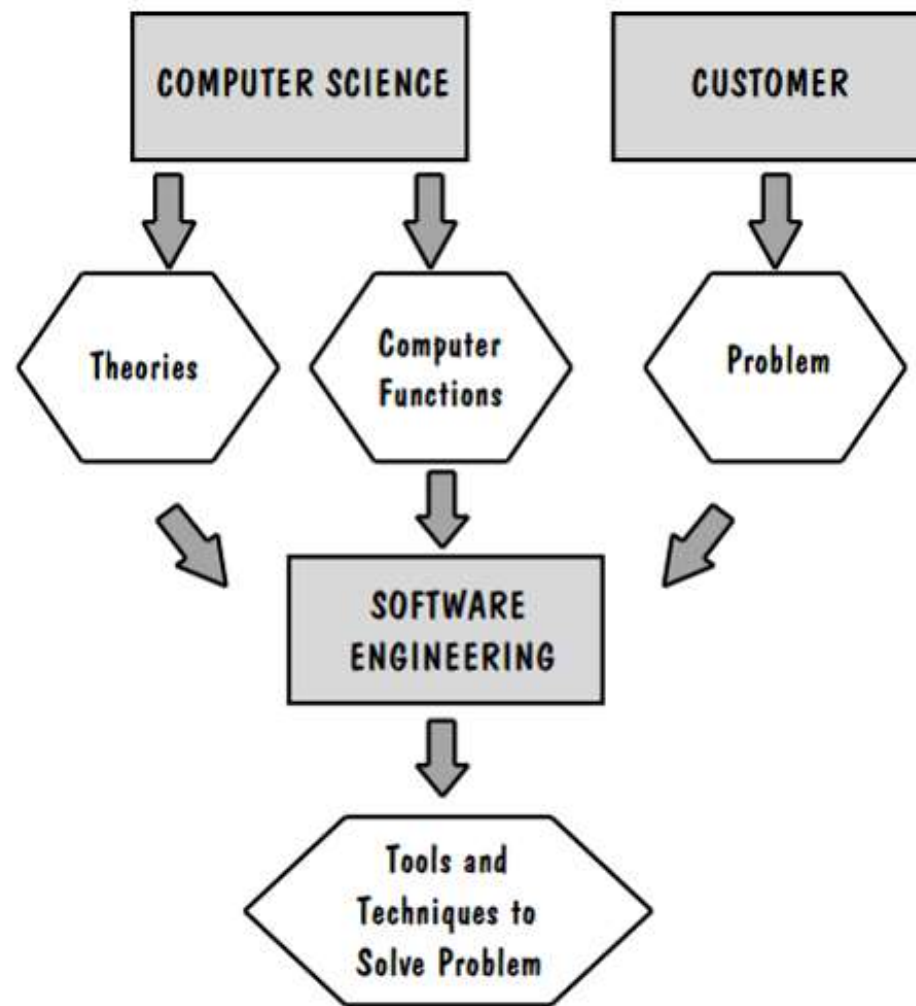 COMPUTER SCIENCE
CUSTOMER
Theories
Computer
Functions
Problem
SOFTWARE
ENGINEERING
Tools and
Techniques to
Solve Problem